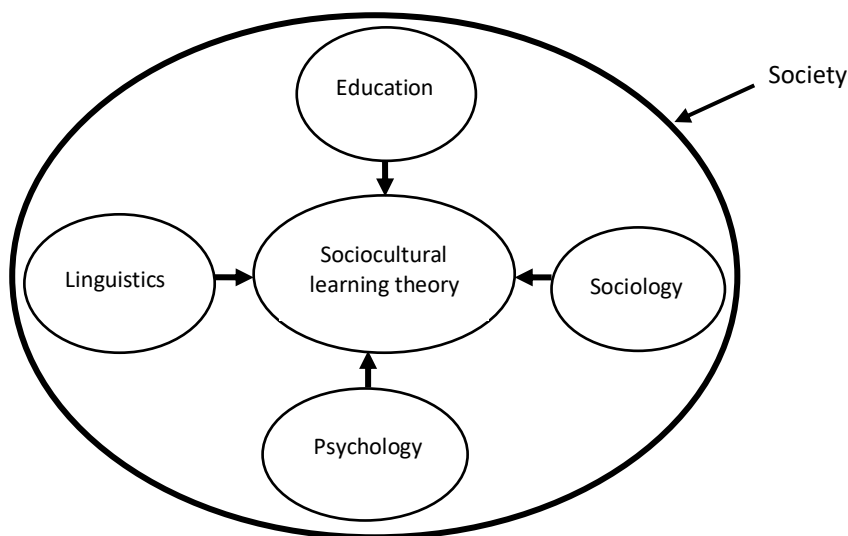 Society
Education
Sociocultural
learning theory
Linguistics
Sociology
Psychology